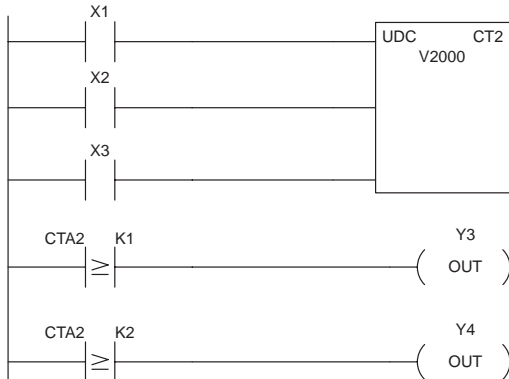 X1
UDC CT2
V2000
X2
X3
CTA2 K1
≥
Y3
OUT
CTA2 K2
≥
Y4
OUT